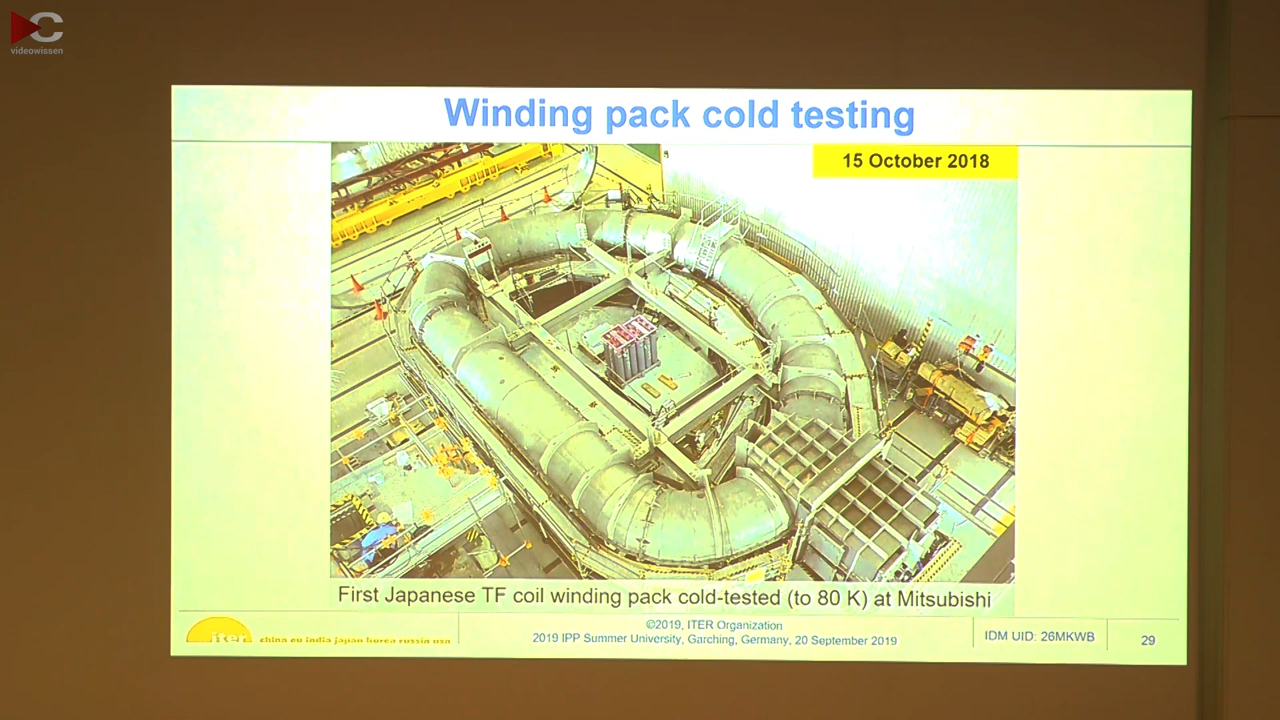 videowissen
Winding pack cold testing
15 October 2018
First Japanese TF coil winding pack cold-tested (to 80 K) at Mitsubishi
iter
china eu india japan korea russia usa
©2019, ITER Organization
2019 IPP Summer University, Garching, Germany, 20 September 2019
IDM UID: 26MKWB
29